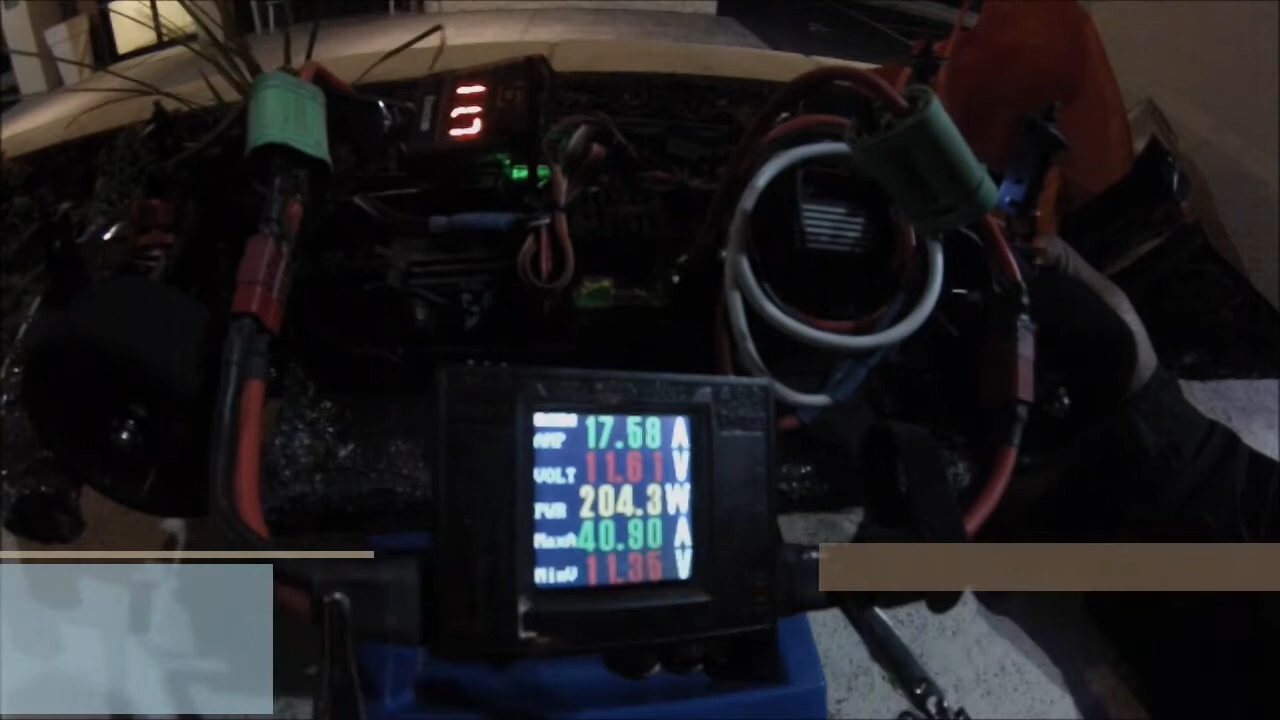 AMP 17.58 A
VOLT 11.61 V
PWR 204.3 W
MaxA 40.90 A
MinV 11.35 V